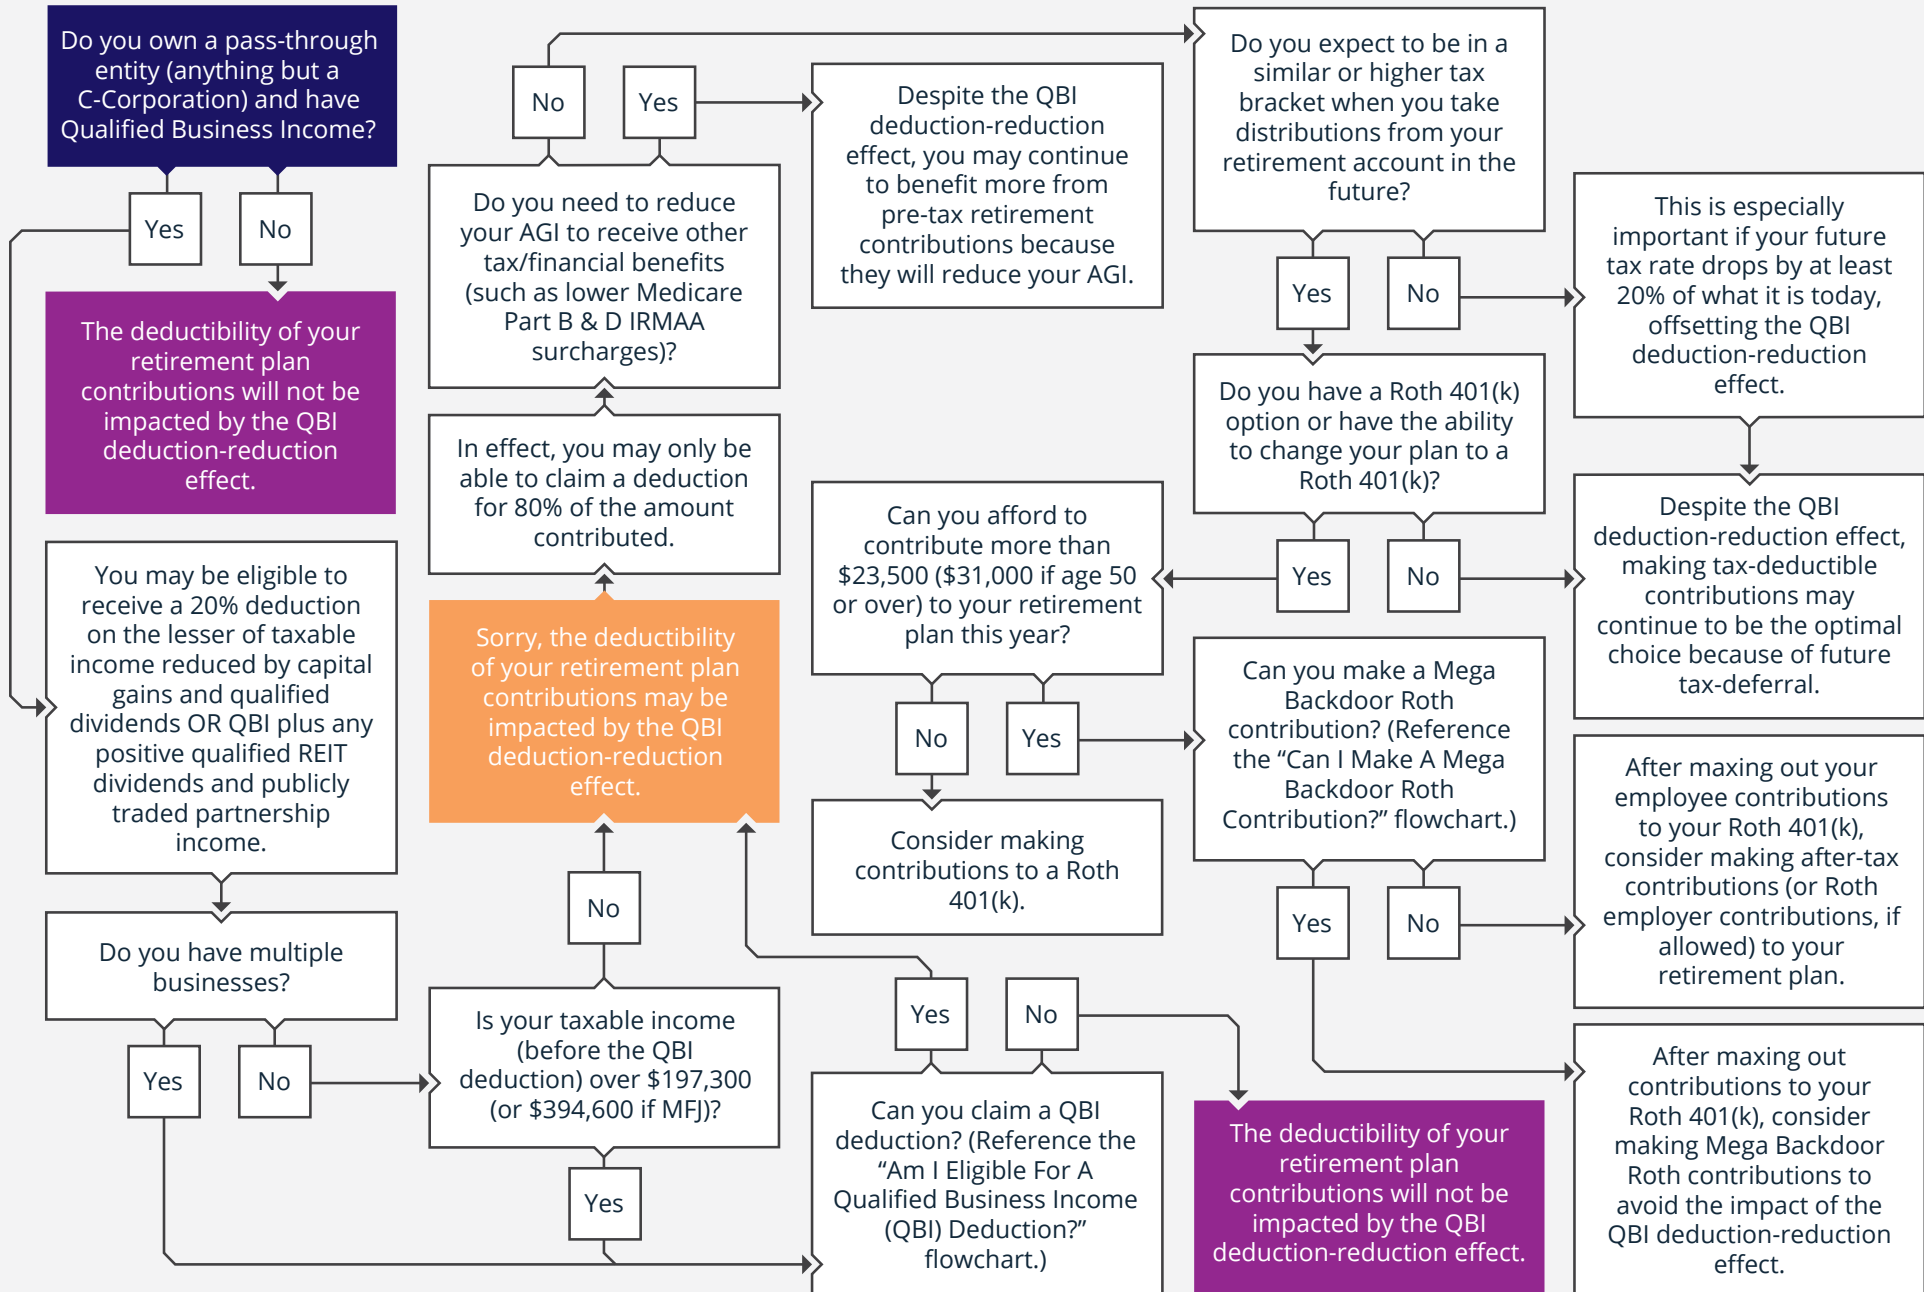 Do you own a pass-through
entity (anything but a
C-Corporation) and have
Qualified Business Income?
Yes
No
The deductibility of your
retirement plan
contributions will not be
impacted by the QBI
deduction-reduction
effect.
You may be eligible to
receive a 20% deduction
on the lesser of taxable
income reduced by capital
gains and qualified
dividends OR QBI plus any
positive qualified REIT
dividends and publicly
traded partnership
income.
Do you have multiple
businesses?
Yes
No
Is your taxable income
(before the QBI
deduction) over $197,300
(or $394,600 if MFJ)?
No
Yes
Can you claim a QBI
deduction? (Reference the
“Am I Eligible For A
Qualified Business Income
(QBI) Deduction?”
flowchart.)
Yes
No
The deductibility of your
retirement plan
contributions will not be
impacted by the QBI
deduction-reduction effect.
Sorry, the deductibility
of your retirement plan
contributions may be
impacted by the QBI
deduction-reduction
effect.
In effect, you may only be
able to claim a deduction
for 80% of the amount
contributed.
Do you need to reduce
your AGI to receive other
tax/financial benefits
(such as lower Medicare
Part B & D IRMAA
surcharges)?
No
Yes
Despite the QBI
deduction-reduction
effect, you may continue
to benefit more from
pre-tax retirement
contributions because
they will reduce your AGI.
Do you expect to be in a
similar or higher tax
bracket when you take
distributions from your
retirement account in the
future?
Yes
No
This is especially
important if your future
tax rate drops by at least
20% of what it is today,
offsetting the QBI
deduction-reduction
effect.
Do you have a Roth 401(k)
option or have the ability
to change your plan to a
Roth 401(k)?
Yes
No
Despite the QBI
deduction-reduction effect,
making tax-deductible
contributions may
continue to be the optimal
choice because of future
tax-deferral.
Can you afford to
contribute more than
$23,500 ($31,000 if age 50
or over) to your retirement
plan this year?
No
Yes
Consider making
contributions to a Roth
401(k).
Can you make a Mega
Backdoor Roth
contribution? (Reference
the “Can I Make A Mega
Backdoor Roth
Contribution?” flowchart.)
Yes
No
After maxing out your
employee contributions
to your Roth 401(k),
consider making after-tax
contributions (or Roth
employer contributions, if
allowed) to your
retirement plan.
After maxing out
contributions to your
Roth 401(k), consider
making Mega Backdoor
Roth contributions to
avoid the impact of the
QBI deduction-reduction
effect.